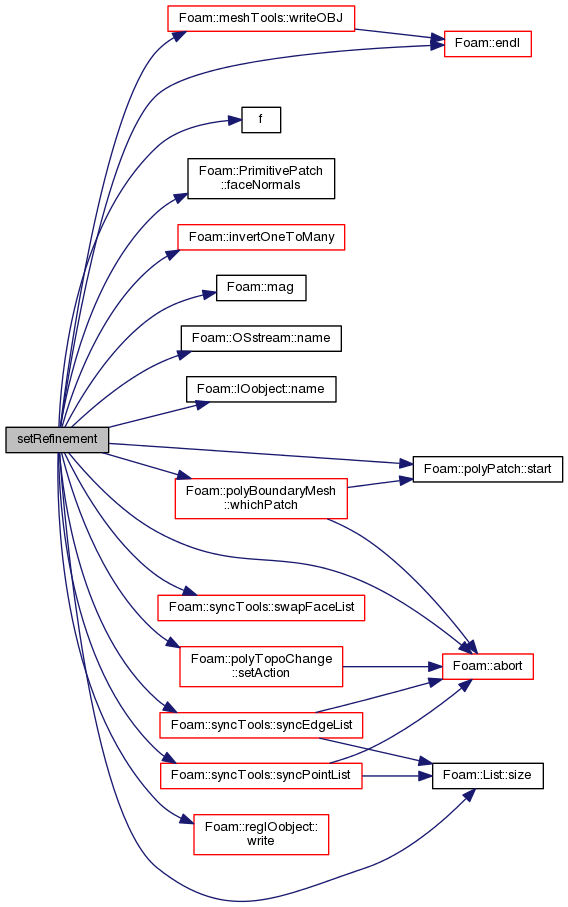 Foam::meshTools::writeOBJ
Foam::endl
f
Foam::PrimitivePatch
::faceNormals
Foam::invertOneToMany
Foam::mag
Foam::OSstream::name
Foam::IOobject::name
setRefinement
Foam::polyPatch::start
Foam::polyBoundaryMesh
::whichPatch
Foam::syncTools::swapFaceList
Foam::polyTopoChange
::setAction
Foam::abort
Foam::syncTools::syncEdgeList
Foam::syncTools::syncPointList
Foam::List::size
Foam::regIOobject::
write